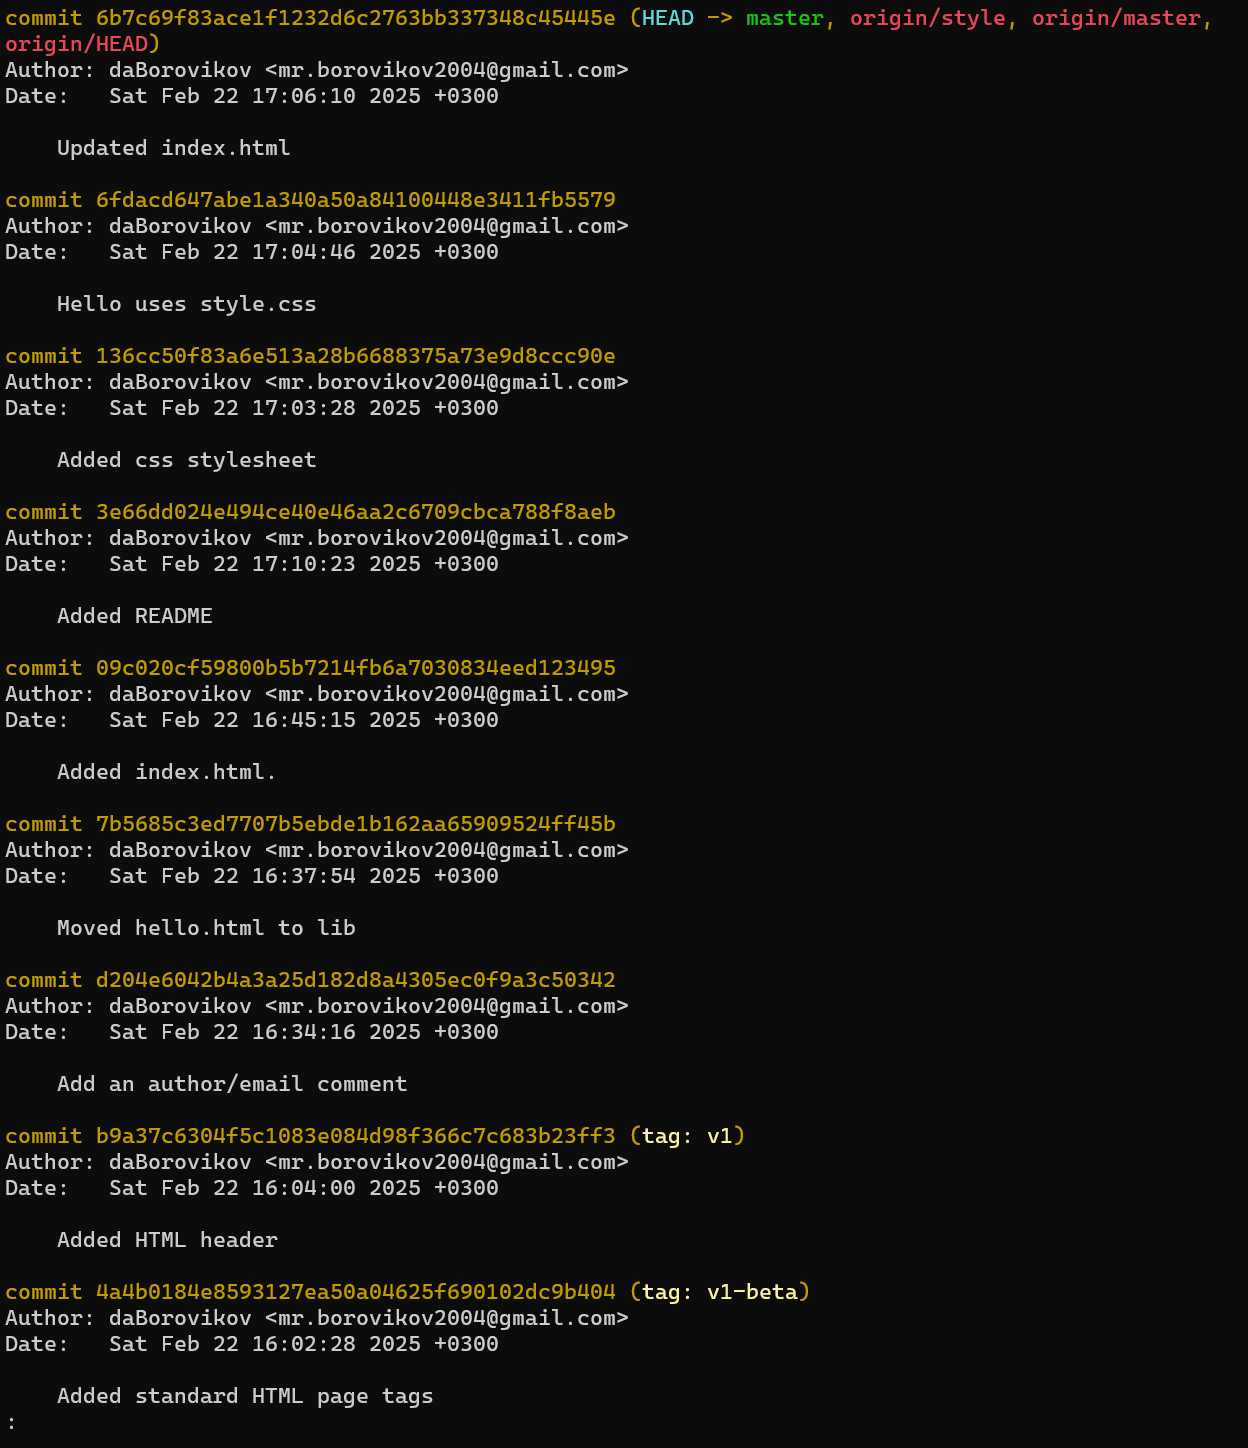 commit 6b7c69f83ace1f1232d6c2763bb337348c45445e (HEAD -> master, origin/style, origin/master,
origin/HEAD)
Author: daBorovikov <mr.borovikov2004@gmail.com>
Date:   Sat Feb 22 17:06:10 2025 +0300

    Updated index.html

commit 6fdacd647abe1a340a50a84100448e3411fb5579
Author: daBorovikov <mr.borovikov2004@gmail.com>
Date:   Sat Feb 22 17:04:46 2025 +0300

    Hello uses style.css

commit 136cc50f83a6e513a28b6688375a73e9d8ccc90e
Author: daBorovikov <mr.borovikov2004@gmail.com>
Date:   Sat Feb 22 17:03:28 2025 +0300

    Added css stylesheet

commit 3e66dd024e494ce40e46aa2c6709cbca788f8aeb
Author: daBorovikov <mr.borovikov2004@gmail.com>
Date:   Sat Feb 22 17:10:23 2025 +0300

    Added README

commit 09c020cf59800b5b7214fb6a7030834eed123495
Author: daBorovikov <mr.borovikov2004@gmail.com>
Date:   Sat Feb 22 16:45:15 2025 +0300

    Added index.html.

commit 7b5685c3ed7707b5ebde1b162aa65909524ff45b
Author: daBorovikov <mr.borovikov2004@gmail.com>
Date:   Sat Feb 22 16:37:54 2025 +0300

    Moved hello.html to lib

commit d204e6042b4a3a25d182d8a4305ec0f9a3c50342
Author: daBorovikov <mr.borovikov2004@gmail.com>
Date:   Sat Feb 22 16:34:16 2025 +0300

    Add an author/email comment

commit b9a37c6304f5c1083e084d98f366c7c683b23ff3 (tag: v1)
Author: daBorovikov <mr.borovikov2004@gmail.com>
Date:   Sat Feb 22 16:04:00 2025 +0300

    Added HTML header

commit 4a4b0184e8593127ea50a04625f690102dc9b404 (tag: v1-beta)
Author: daBorovikov <mr.borovikov2004@gmail.com>
Date:   Sat Feb 22 16:02:28 2025 +0300

    Added standard HTML page tags
: